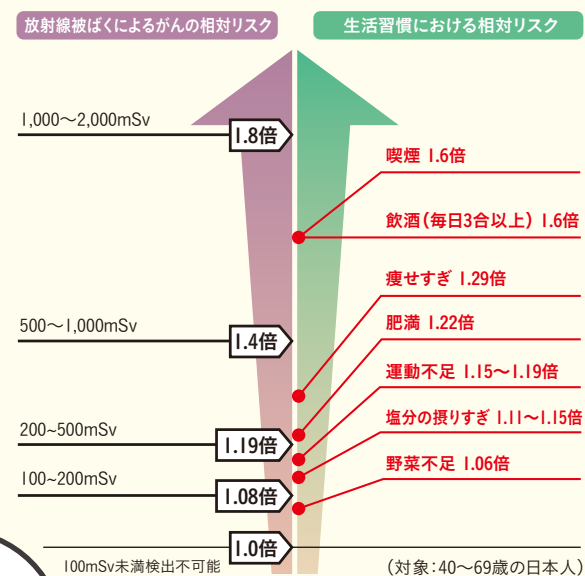 放射線被ばくによるがんの相対リスク
生活習慣における相対リスク
1,000〜2,000mSv
1.8倍
喫煙 1.6倍
飲酒(毎日3合以上) 1.6倍
痩せすぎ 1.29倍
500〜1,000mSv
1.4倍
肥満 1.22倍
運動不足 1.15〜1.19倍
塩分の摂りすぎ 1.11〜1.15倍
200~500mSv
1.19倍
野菜不足 1.06倍
100~200mSv
1.08倍
1.0倍
100mSv未満検出不可能
(対象:40〜69歳の日本人)